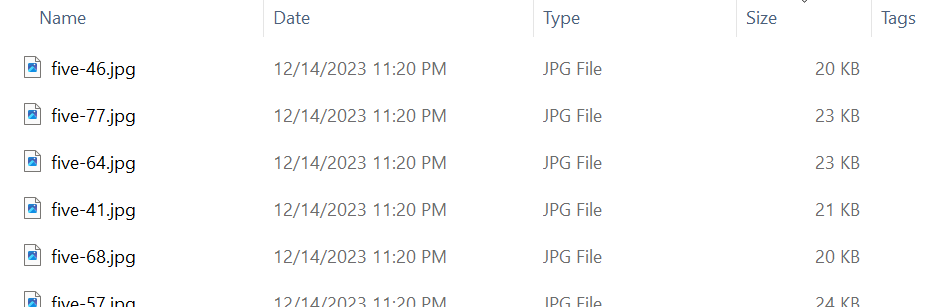 Name Date Type Size Tags
five-46.jpg 12/14/2023 11:20 PM JPG File 20 KB
five-77.jpg 12/14/2023 11:20 PM JPG File 23 KB
five-64.jpg 12/14/2023 11:20 PM JPG File 23 KB
five-41.jpg 12/14/2023 11:20 PM JPG File 21 KB
five-68.jpg 12/14/2023 11:20 PM JPG File 20 KB
five-57.jpg 12/14/2023 11:20 PM JPG File 24 KB